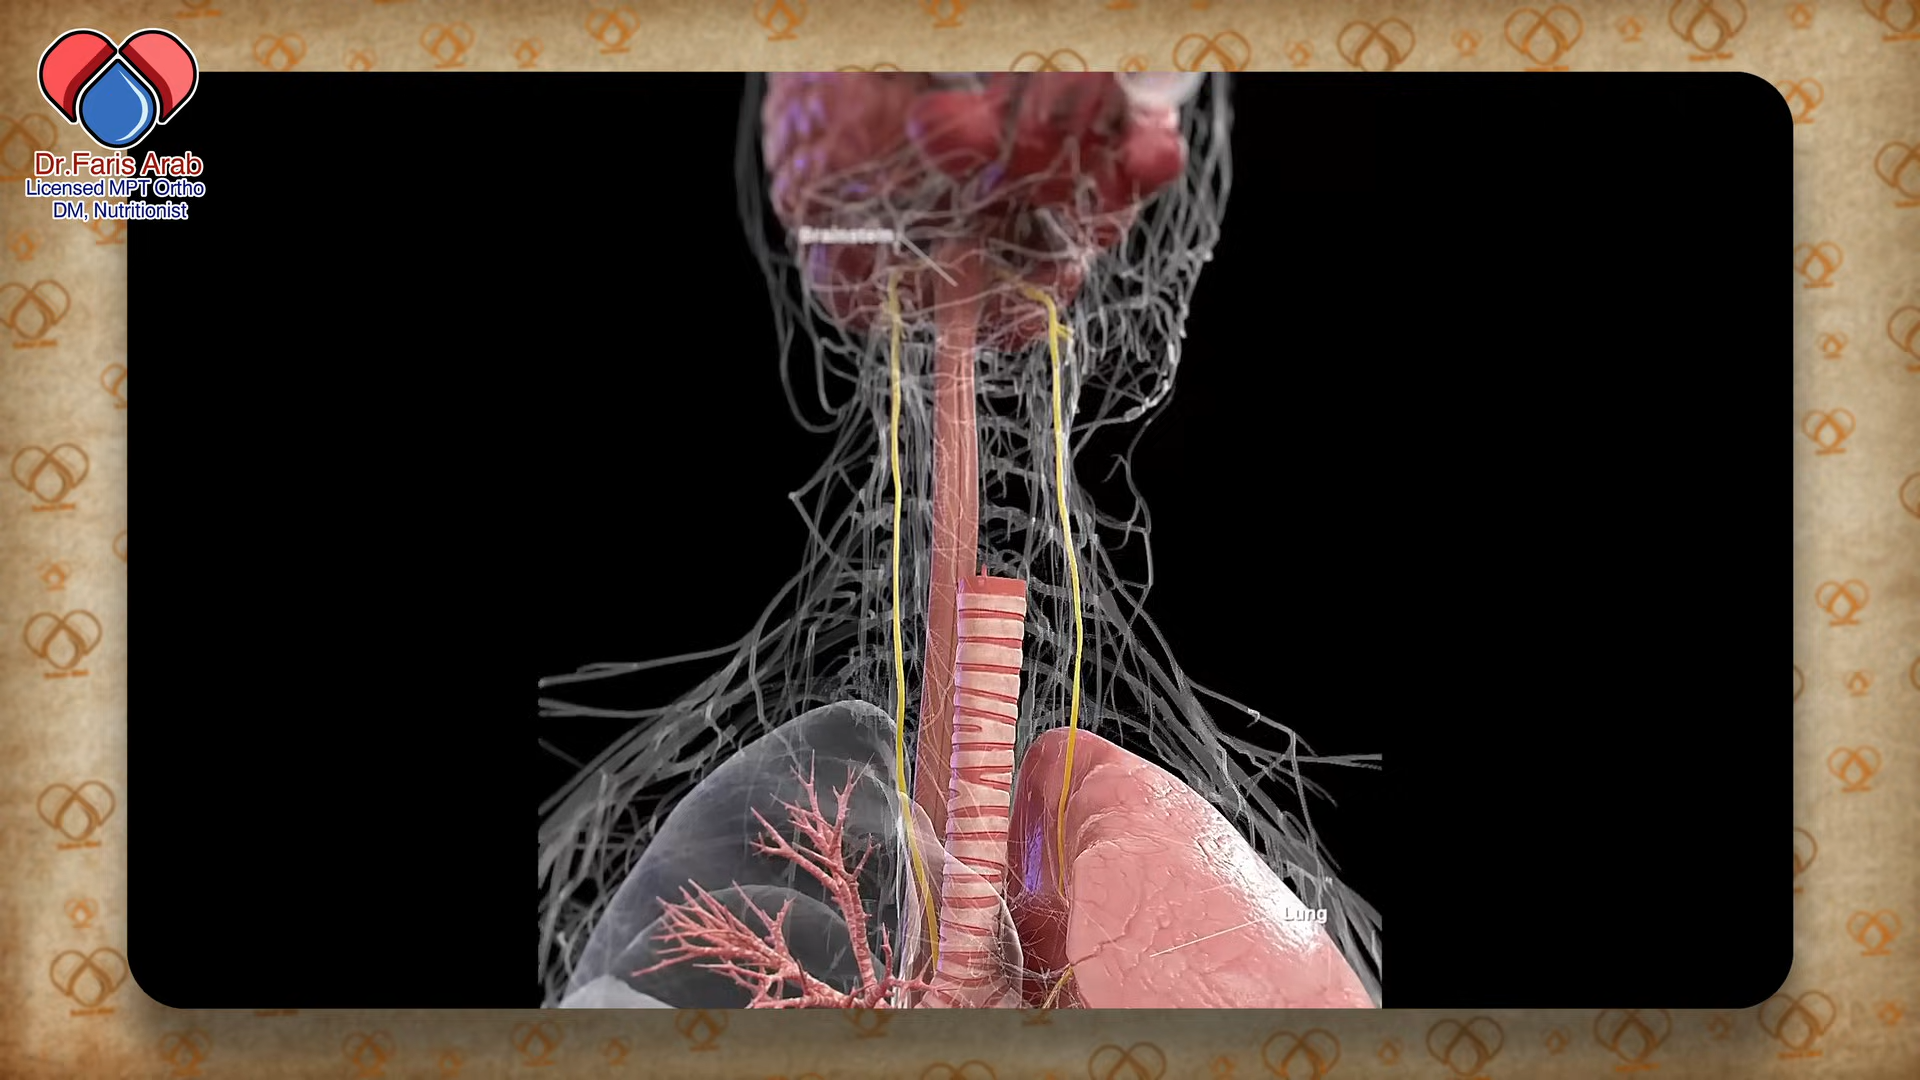 Dr.Faris Arab
Licensed MPT Ortho
DM, Nutritionist
Brainstem
Lung